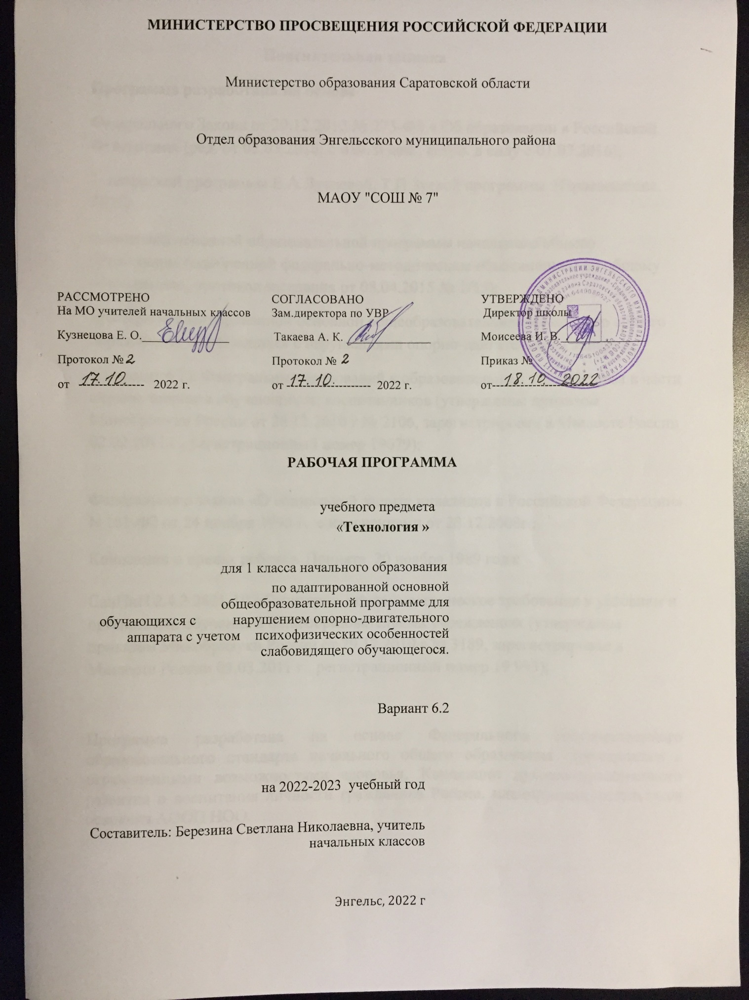 МИНИСТЕРСТВО ПРОСВЕЩЕНИЯ РОССИЙСКОЙ ФЕДЕРАЦИИ
Министерство образования Саратовской области
Отдел образования Энгельсского муниципального района
МАОУ "СОШ № 7"
РАССМОТРЕНО
На МО учителей начальных классов
Кузнецова Е. О.
Протокол № 2
от 17.10. 2022 г.
СОГЛАСОВАНО
Зам.директора по УВР
Такаева А. К.
Протокол № 2
от 17.10. 2022 г.
УТВЕРЖДЕНО
Директор школы
Моисеева И. В.
Приказ №
от 18.10. 2022
РАБОЧАЯ ПРОГРАММА
учебного предмета
«Технология »
для 1 класса начального образования
по адаптированной основной
общеобразовательной программе для
обучающихся с нарушением опорно-двигательного
аппарата с учетом психофизических особенностей
слабовидящего обучающегося.
Вариант 6.2
на 2022-2023 учебный год
Составитель: Березина Светлана Николаевна, учитель
начальных классов
Энгельс, 2022 г